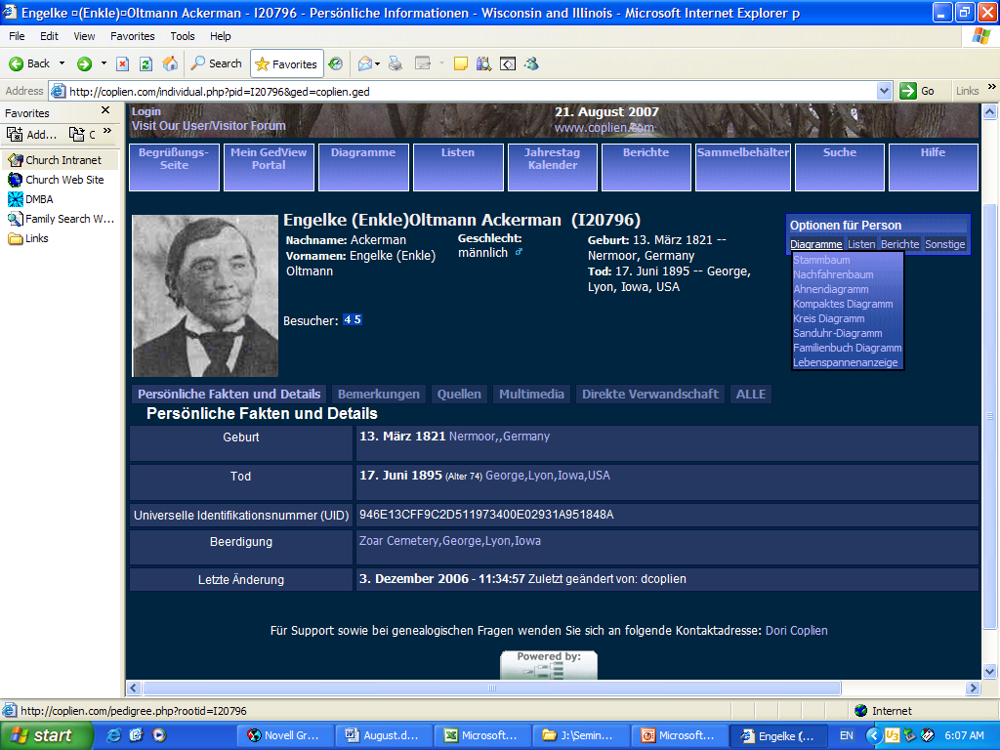 Engelke ¤(Enkle)¤Oltmann Ackerman - I20796 - Persönliche Informationen - Wisconsin and Illinois - Microsoft Internet Explorer p
File Edit View Favorites Tools Help
Back Search Favorites
Address http://coplien.com/individual.php?pid=I20796&ged=coplien.ged Go Links »
Favorites
Add... C »
Church Intranet
Church Web Site
DMBA
Family Search W...
Links
Login
Visit Our User/Visitor Forum
21. August 2007
www.coplien.com
Begrüßungs-
Seite
Mein GedView
Portal
Diagramme
Listen
Jahrestag
Kalender
Berichte
Sammelbehälter
Suche
Hilfe
Engelke (Enkle)Oltmann Ackerman (I20796)
Nachname: Ackerman
Vornamen: Engelke (Enkle)
Oltmann
Geschlecht:
männlich ♂
Geburt: 13. März 1821 --
Nermoor, Germany
Tod: 17. Juni 1895 -- George,
Lyon, Iowa, USA
Besucher: 45
Optionen für Person
Diagramme Listen Berichte Sonstige
Stammbaum
Nachfahrenbaum
Ahnendiagramm
Kompaktes Diagramm
Kreis Diagramm
Sanduhr-Diagramm
Familienbuch Diagramm
Lebenspannenanzeige
Persönliche Fakten und Details Bemerkungen Quellen Multimedia Direkte Verwandschaft ALLE
Persönliche Fakten und Details
Geburt 13. März 1821 Nermoor,,Germany
Tod 17. Juni 1895 (Alter 74) George,Lyon,Iowa,USA
Universelle Identifikationsnummer (UID) 946E13CFF9C2D511973400E02931A951848A
Beerdigung Zoar Cemetery,George,Lyon,Iowa
Letzte Änderung 3. Dezember 2006 - 11:34:57 Zuletzt geändert von: dcoplien
Für Support sowie bei genealogischen Fragen wenden Sie sich an folgende Kontaktadresse: Dori Coplien
Powered by:
http://coplien.com/pedigree.php?rootid=I20796 Internet
start Novell Gr... August.d... Microsoft... J:\Semin... Microsoft... Engelke (... EN 6:07 AM